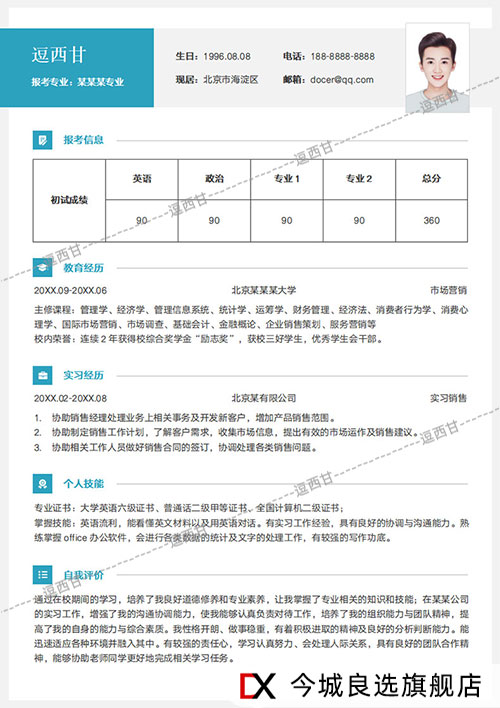 逗西甘
报考专业：某某某专业
生日：1996.08.08 电话：188-8888-8888
现居：北京市海淀区 邮箱：docer@qq.com
报考信息
初试成绩 英语 政治 专业1 专业2 总分
90 90 90 90 360
教育经历
20XX.09-20XX.06 北京某某某大学 市场营销
主修课程：管理学、经济学、管理信息系统、统计学、运筹学、财务管理、经济法、消费者行为学、消费心
理学、国际市场营销、市场调查、基础会计、金融概论、企业销售策划、服务营销等
校内荣誉：连续2年获得校综合奖学金“励志奖”，获校三好学生，优秀学生会干部。
实习经历
20XX.02-20XX.08 北京某有限公司 实习销售
1. 协助销售经理处理业务上相关事务及开发新客户，增加产品销售范围。
2. 协助制定销售工作计划，了解客户需求，收集市场信息，提出有效的市场运作及销售建议。
3. 协助相关工作人员做好销售合同的签订，协调处理各类销售问题。
个人技能
专业证书：大学英语六级证书、普通话二级甲等证书、全国计算机二级证书；
掌握技能：英语流利，能看懂英文材料以及用英语对话。有实习工作经验，具有良好的协调与沟通能力。熟
练掌握office办公软件，会进行各类数据的统计及文字的处理工作，有较强的写作功底。
自我评价
通过在校期间的学习，培养了我良好道德修养和专业素养，让我掌握了专业相关的知识和技能；在某某公司
的实习工作，增强了我的沟通协调能力，使我能够认真负责对待工作，培养了我的组织能力与团队精神，提
高了我的自身的能力与综合素质。我性格开朗、做事稳重，有着积极进取的精神及良好的分析判断能力。能
迅速适应各种环境并融入其中。有较强的责任心，学习认真努力、会处理人际关系，具有良好的团队合作精
神，能够协助老师同学更好地完成相关学习任务。
逗西甘
逗西甘
逗西甘
逗西甘
逗西甘
逗西甘
逗西甘
DX 今城良选旗舰店